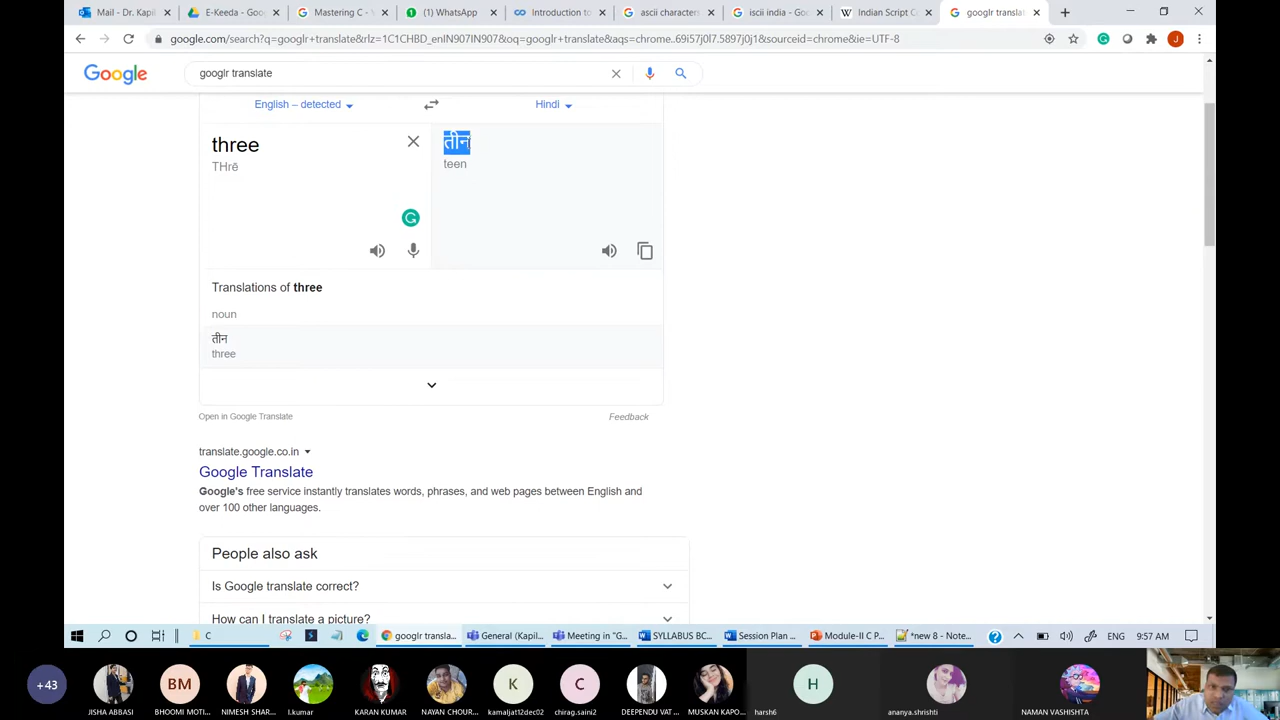 Mail - Dr. Kapil
E-Keeda - Goo
Mastering C - V
(1) WhatsApp
Introduction to
ascii character
iscii india - Goo
Indian Script Co
googlr translat
google.com/search?q=googlr+translate&rlz=1C1CHBD_enIN907IN907&oq=googlr+translate&aqs=chrome..69i57j0l7.5897j0j1&sourceid=chrome&ie=UTF-8
J
Google
googlr translate
English – detected
Hindi
three
तीन
THrē
teen
Translations of three
noun
तीन
three
Open in Google Translate
Feedback
translate.google.co.in
Google Translate
Google's free service instantly translates words, phrases, and web pages between English and
over 100 other languages.
People also ask
Is Google translate correct?
How can I translate a picture?
C
googlr transla...
General (Kapil...
Meeting in "G...
SYLLABUS BC...
Session Plan ...
Module-II C P...
*new 8 - Note...
ENG
9:57 AM
+43
BM
K
C
H
JISHA ABBASI
BHOOMI MOTI...
NIMESH SHAR...
I.kumar
KARAN KUMAR
NAYAN CHOUR...
kamaljat12dec02
chirag.saini2
DEEPENDU VAT ...
MUSKAN KAPO...
harsh6
ananya.shrishti
NAMAN VASHISTA